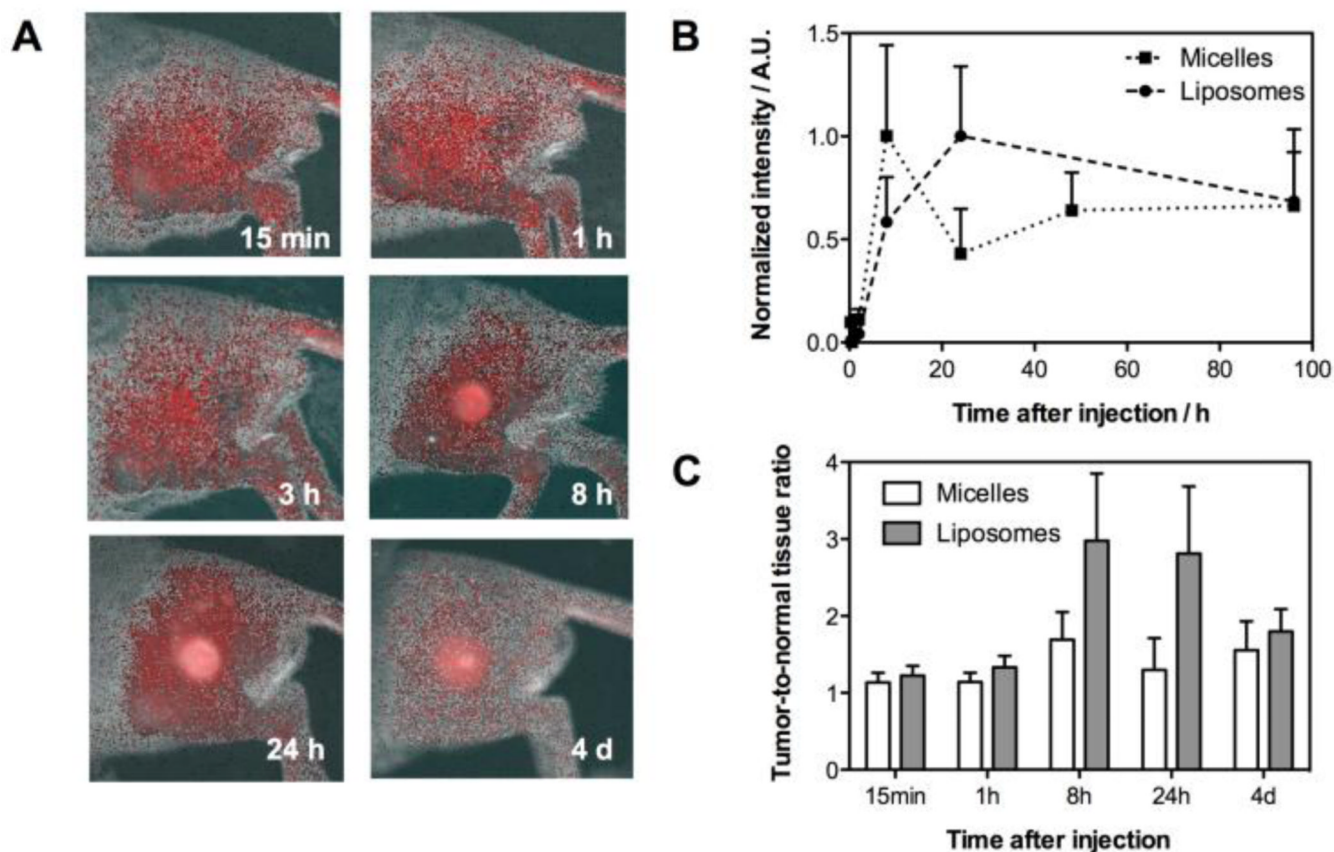 A
15 min
1 h
3 h
8 h
24 h
4 d
B
Normalized intensity / A.U.
1.5
1.0
0.5
0.0
Micelles
Liposomes
0 20 40 60 80 100
Time after injection / h
C
Tumor-to-normal tissue ratio
4
3
2
1
0
Micelles
Liposomes
15min 1h 8h 24h 4d
Time after injection